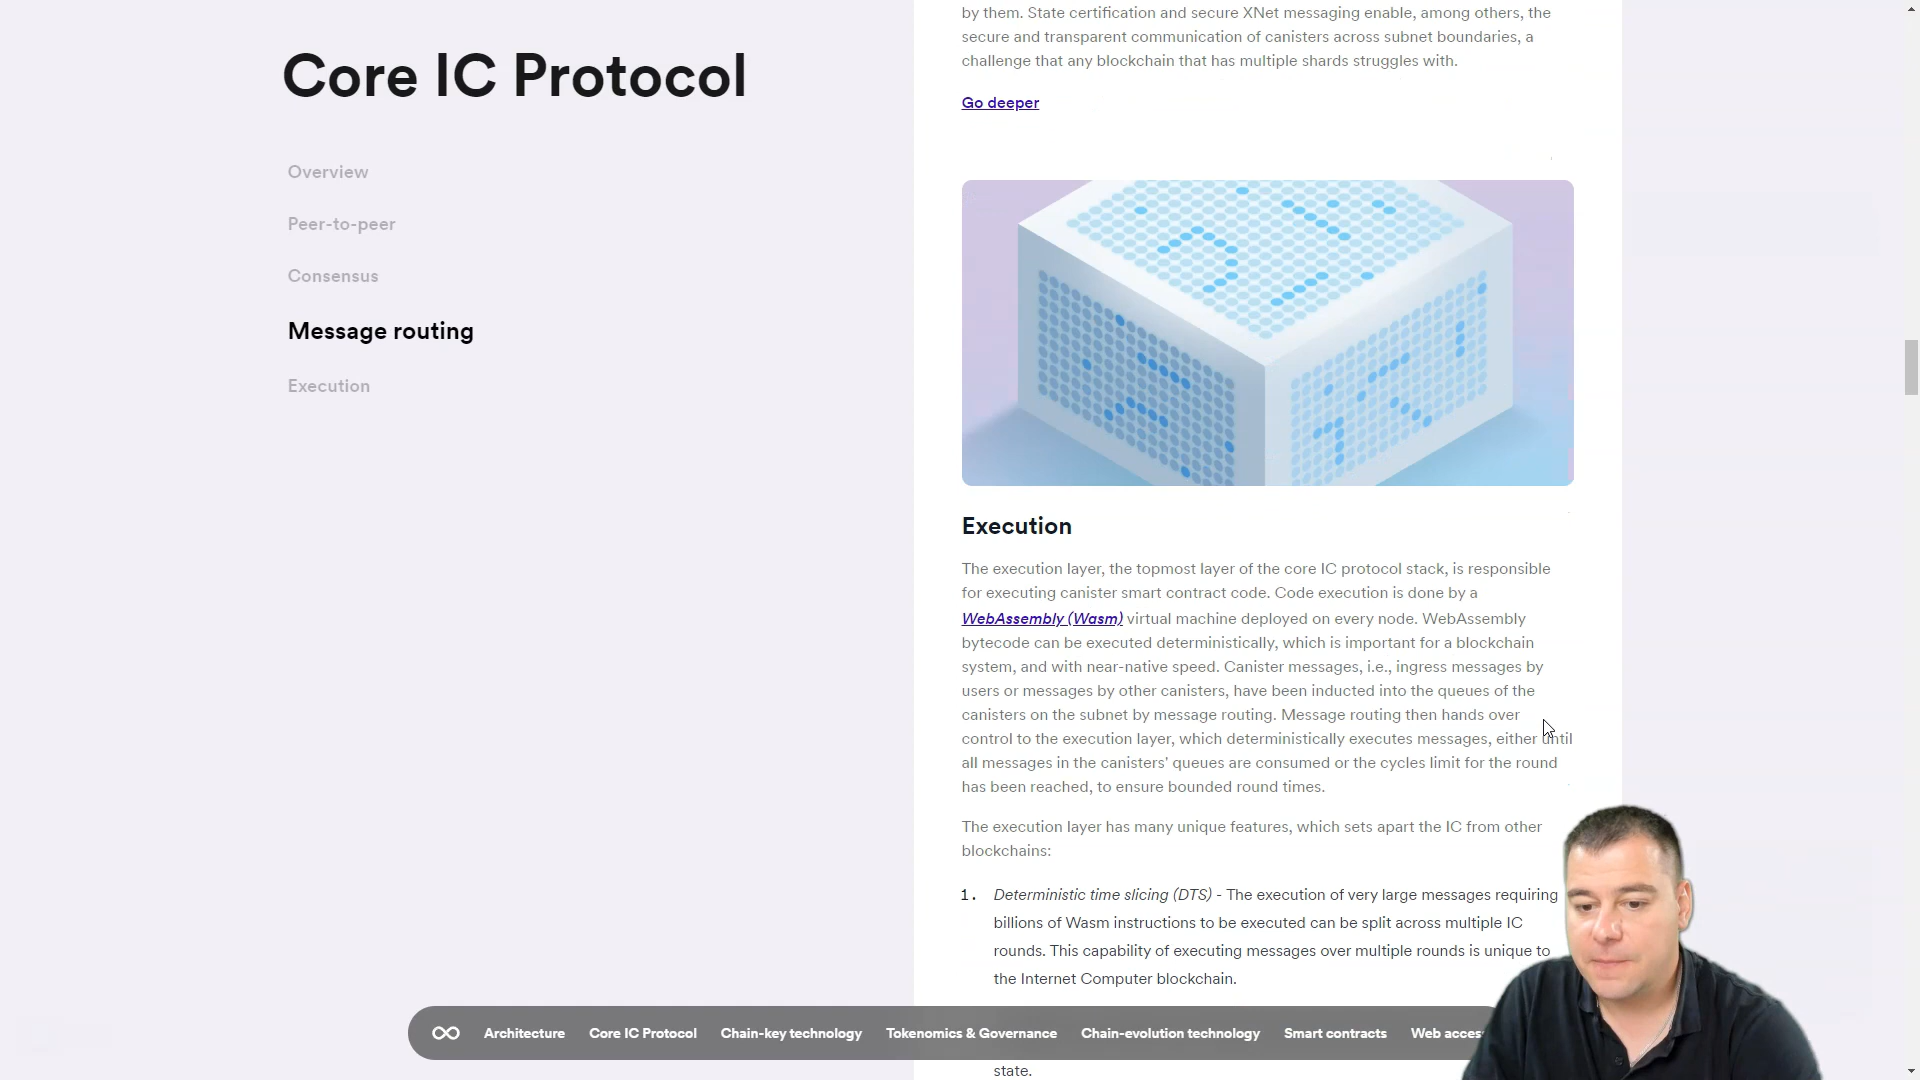 by them. State certification and secure XNet messaging enable, among others, the
secure and transparent communication of canisters across subnet boundaries, a
challenge that any blockchain that has multiple shards struggles with.
Go deeper
Core IC Protocol
Overview
Peer-to-peer
Consensus
Message routing
Execution
Execution
The execution layer, the topmost layer of the core IC protocol stack, is responsible
for executing canister smart contract code. Code execution is done by a
WebAssembly (Wasm) virtual machine deployed on every node. WebAssembly
bytecode can be executed deterministically, which is important for a blockchain
system, and with near-native speed. Canister messages, i.e., ingress messages by
users or messages by other canisters, have been inducted into the queues of the
canisters on the subnet by message routing. Message routing then hands over
control to the execution layer, which deterministically executes messages, either until
all messages in the canisters' queues are consumed or the cycles limit for the round
has been reached, to ensure bounded round times.
The execution layer has many unique features, which sets apart the IC from other
blockchains:
1. Deterministic time slicing (DTS) - The execution of very large messages requiring
billions of Wasm instructions to be executed can be split across multiple IC
rounds. This capability of executing messages over multiple rounds is unique to
the Internet Computer blockchain.
Architecture Core IC Protocol Chain-key technology Tokenomics & Governance Chain-evolution technology Smart contracts Web acces
state.